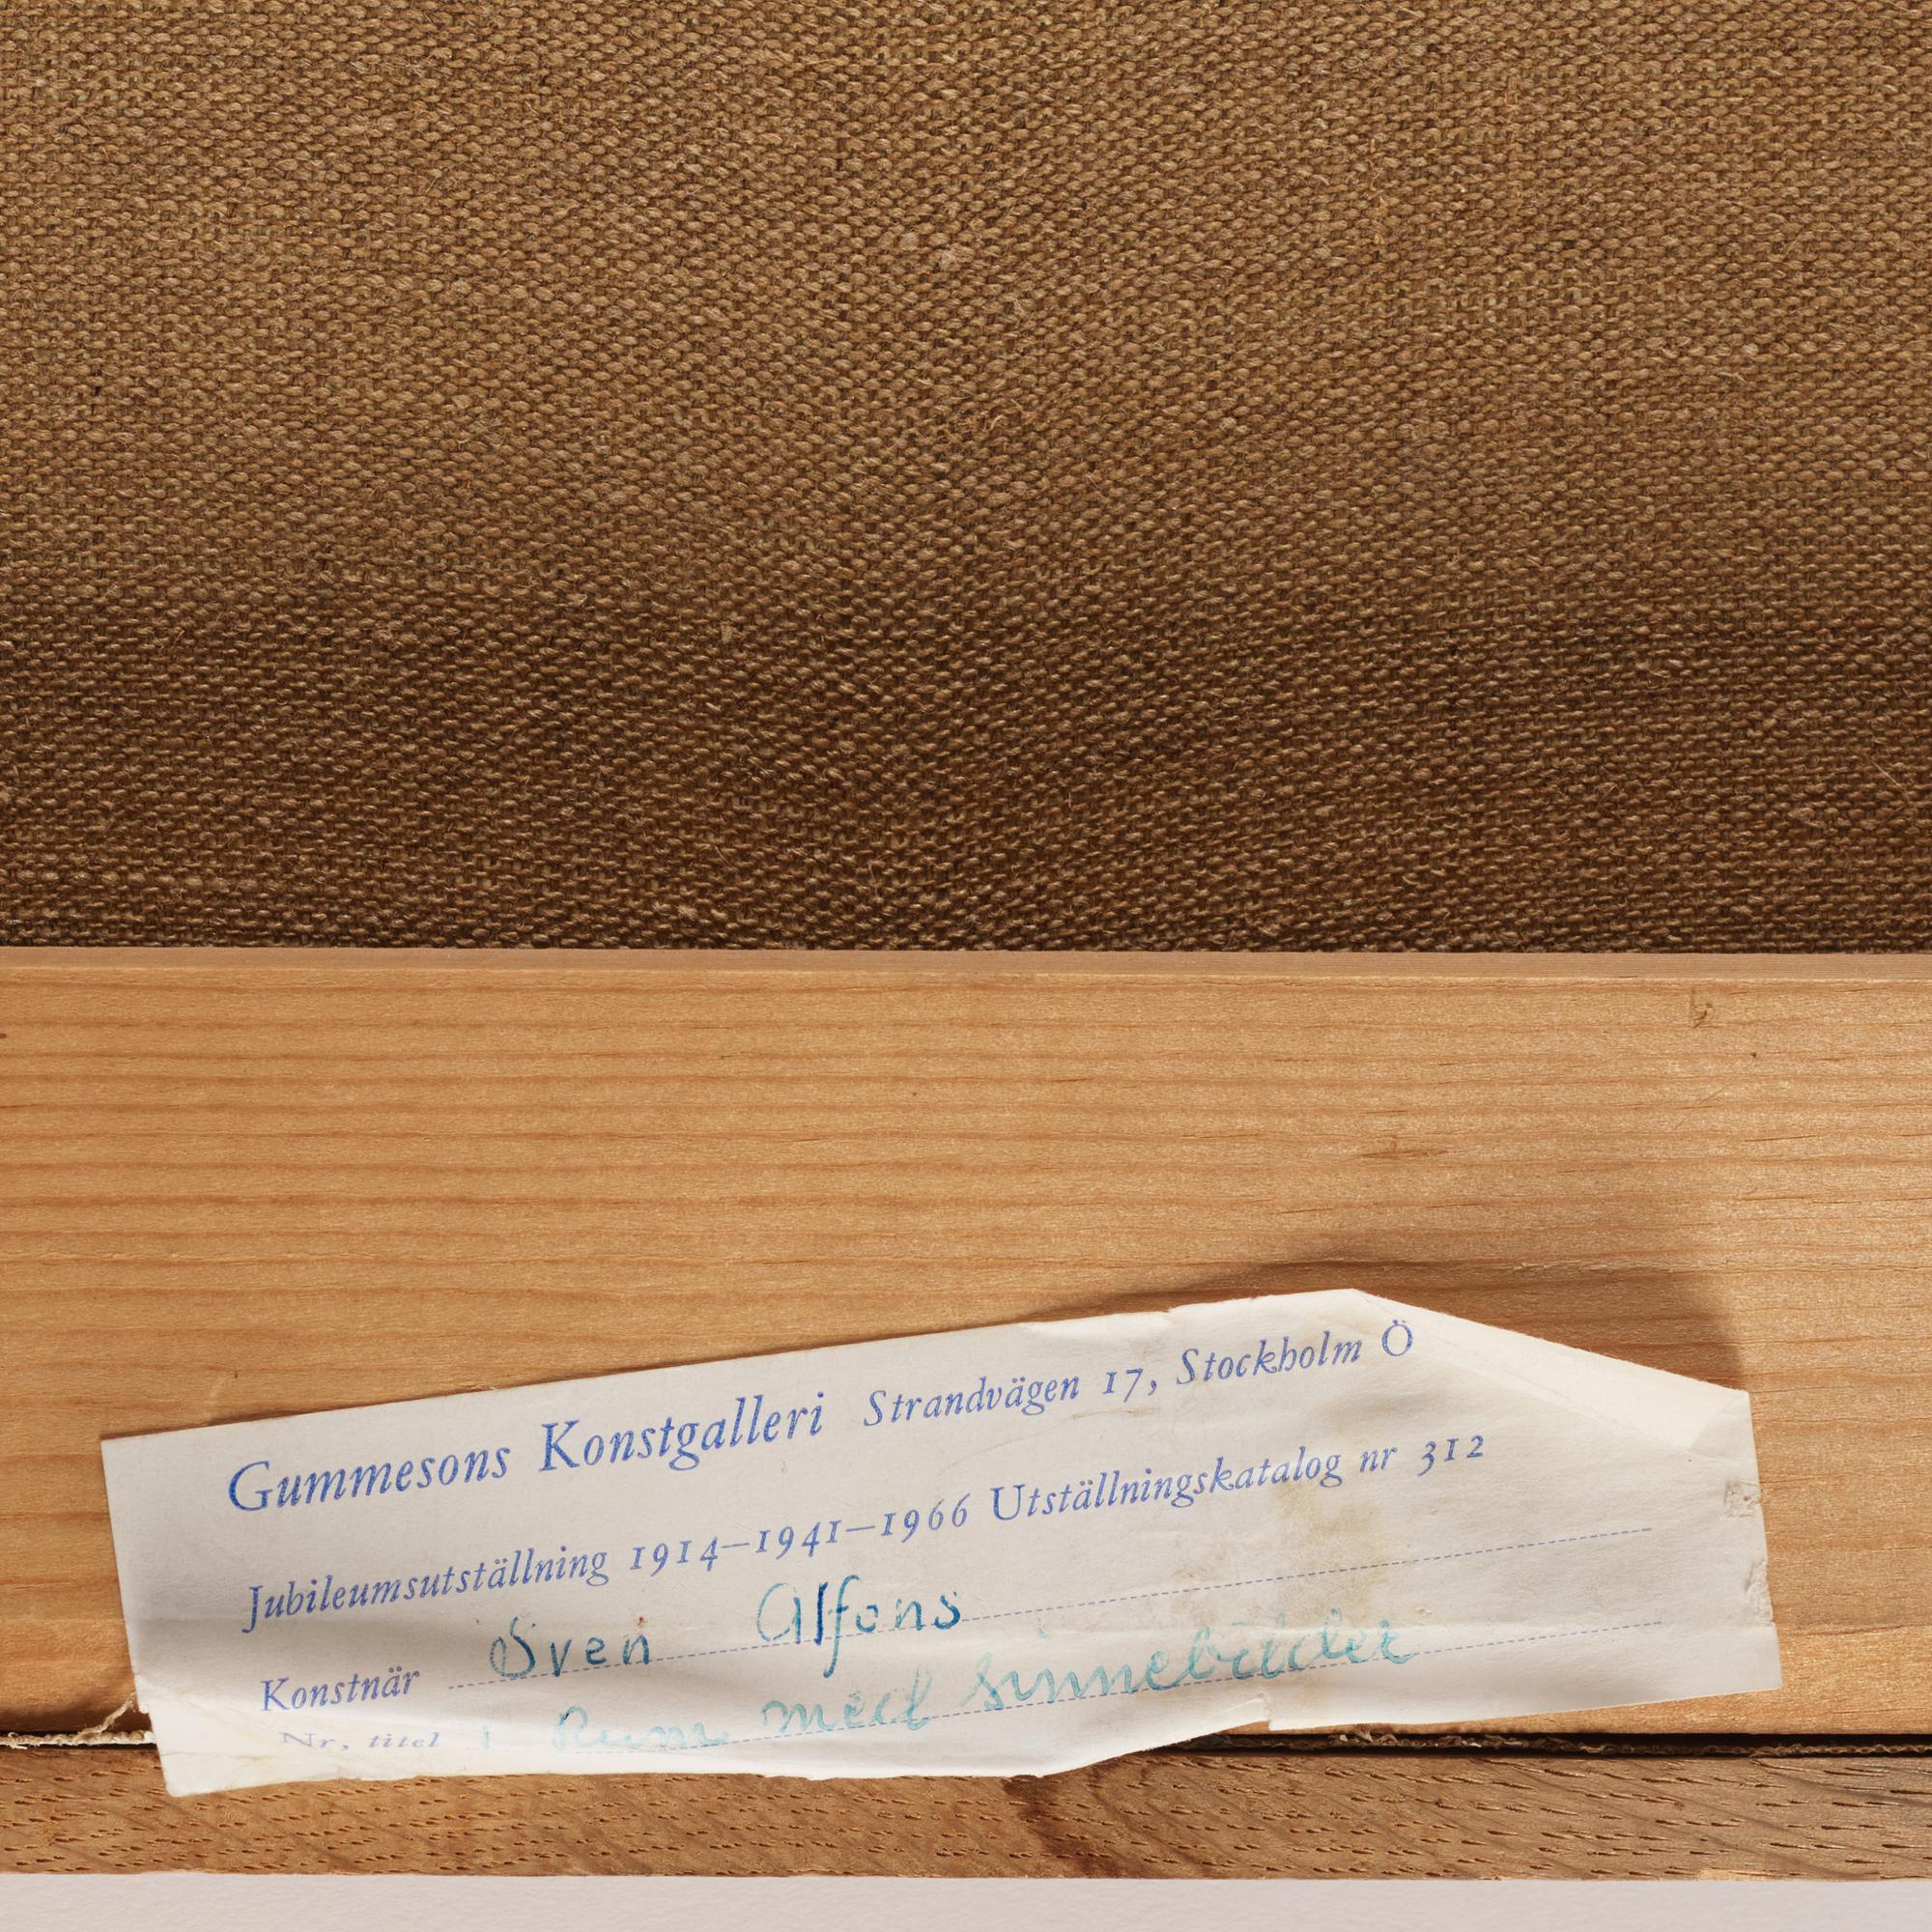 Gummesons Konstgalleri Strandvägen 17, Stockholm Ö
Jubileumsutställning 1914–1941–1966 Utställningskatalog nr 312
Konstnär Sven Alfons
Nr, titel 1 Rum med sinnebilder